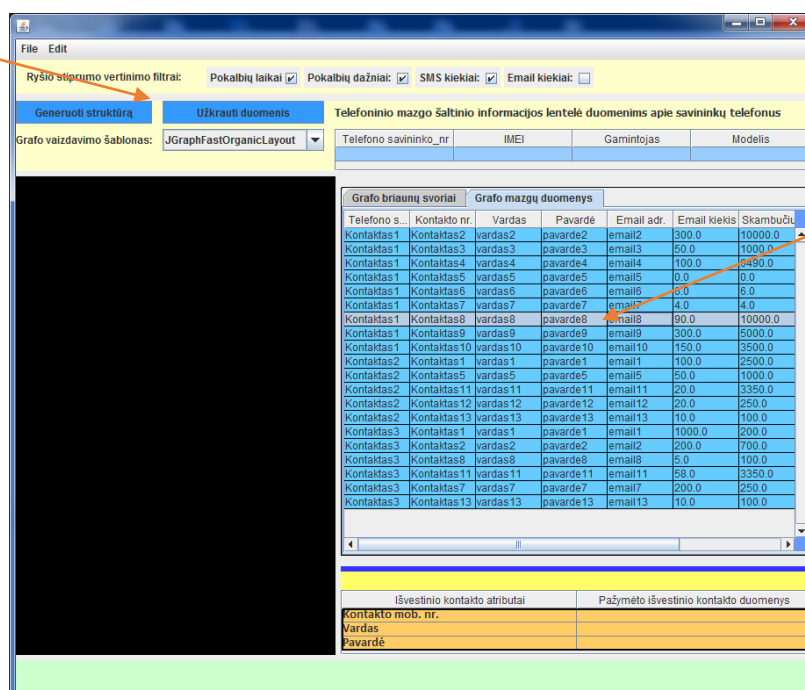 File Edit
Ryšio stiprumo vertinimo filtrai: Pokalbių laikai Pokalbių dažniai: SMS kiekiai: Email kiekiai:
Generuoti struktūrą Užkrauti duomenis Telefoninio mazgo šaltinio informacijos lentelė duomenims apie savininkų telefonus
Grafo vaizdavimo šablonas: JGraphFastOrganicLayout Telefono savininko_nr IMEI Gamintojas Modelis
Grafo briaunų svoriai Grafo mazgų duomenys
Telefono s... Kontakto nr. Vardas Pavardė Email adr. Email kiekis Skambučiu
Kontaktas1 Kontaktas2 vardas2 pavarde2 email2 300.0 10000.0
Kontaktas1 Kontaktas3 vardas3 pavarde3 email3 50.0 1000.0
Kontaktas1 Kontaktas4 vardas4 pavarde4 email4 100.0 6490.0
Kontaktas1 Kontaktas5 vardas5 pavarde5 email5 0.0 0.0
Kontaktas1 Kontaktas6 vardas6 pavarde6 email6 6.0 6.0
Kontaktas1 Kontaktas7 vardas7 pavarde7 email7 4.0 4.0
Kontaktas1 Kontaktas8 vardas8 pavarde8 email8 90.0 10000.0
Kontaktas1 Kontaktas9 vardas9 pavarde9 email9 300.0 5000.0
Kontaktas1 Kontaktas10 vardas10 pavarde10 email10 150.0 3500.0
Kontaktas2 Kontaktas1 vardas1 pavarde1 email1 100.0 2500.0
Kontaktas2 Kontaktas5 vardas5 pavarde5 email5 50.0 1000.0
Kontaktas2 Kontaktas11 vardas11 pavarde11 email11 20.0 3350.0
Kontaktas2 Kontaktas12 vardas12 pavarde12 email12 20.0 250.0
Kontaktas2 Kontaktas13 vardas13 pavarde13 email13 10.0 100.0
Kontaktas3 Kontaktas1 vardas1 pavarde1 email1 1000.0 200.0
Kontaktas3 Kontaktas2 vardas2 pavarde2 email2 200.0 700.0
Kontaktas3 Kontaktas8 vardas8 pavarde8 email8 5.0 100.0
Kontaktas3 Kontaktas11 vardas11 pavarde11 email11 58.0 3350.0
Kontaktas3 Kontaktas7 vardas7 pavarde7 email7 200.0 250.0
Kontaktas3 Kontaktas13 vardas13 pavarde13 email13 10.0 100.0
Išvestinio kontakto atributai Pažymėto išvestinio kontakto duomenys
Kontakto mob. nr.
Vardas
Pavardė